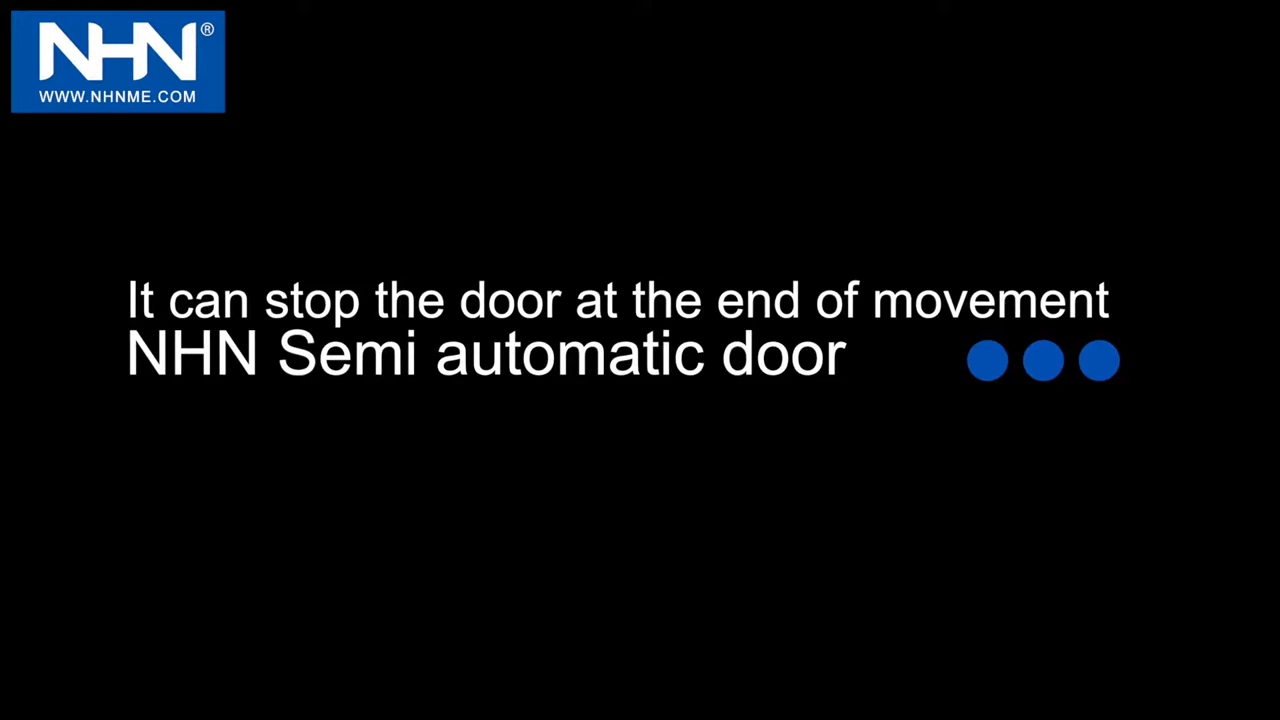 NHN®
WWW.NHNME.COM
It can stop the door at the end of movement
NHN Semi automatic door